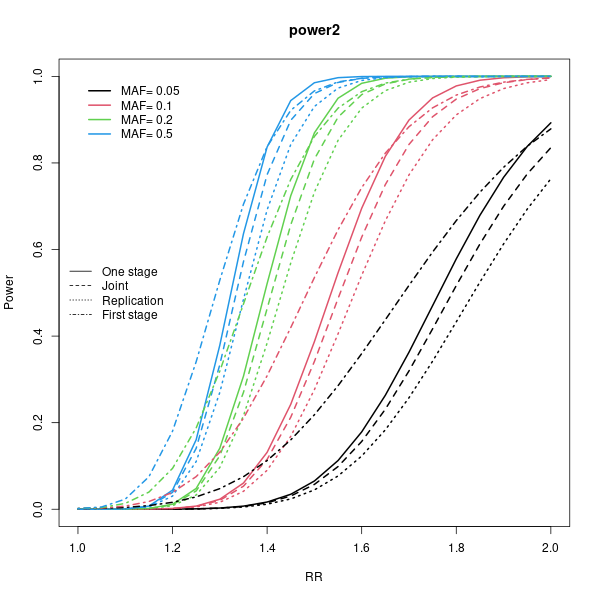 power2
MAF= 0.05
MAF= 0.1
MAF= 0.2
MAF= 0.5
One stage
Joint
Replication
First stage
Power
0.0
0.2
0.4
0.6
0.8
1.0
1.0 1.2 1.4 1.6 1.8 2.0
RR